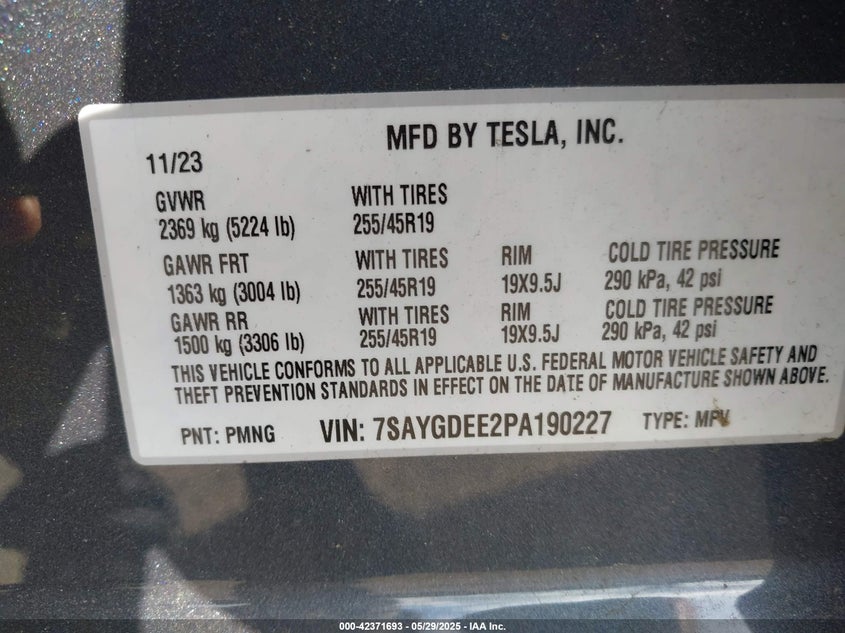 MFD BY TESLA, INC.
11/23
GVWR WITH TIRES
2369 kg (5224 lb) 255/45R19
GAWR FRT WITH TIRES RIM COLD TIRE PRESSURE
1363 kg (3004 lb) 255/45R19 19X9.5J 290 kPa, 42 psi
GAWR RR WITH TIRES RIM COLD TIRE PRESSURE
1500 kg (3306 lb) 255/45R19 19X9.5J 290 kPa, 42 psi
THIS VEHICLE CONFORMS TO ALL APPLICABLE U.S. FEDERAL MOTOR VEHICLE SAFETY AND
THEFT PREVENTION STANDARDS IN EFFECT ON THE DATE OF MANUFACTURE SHOWN ABOVE.
PNT: PMNG VIN: 7SAYGDEE2PA190227 TYPE: MPV
000-42371693 - 05/29/2025 - IAA Inc.